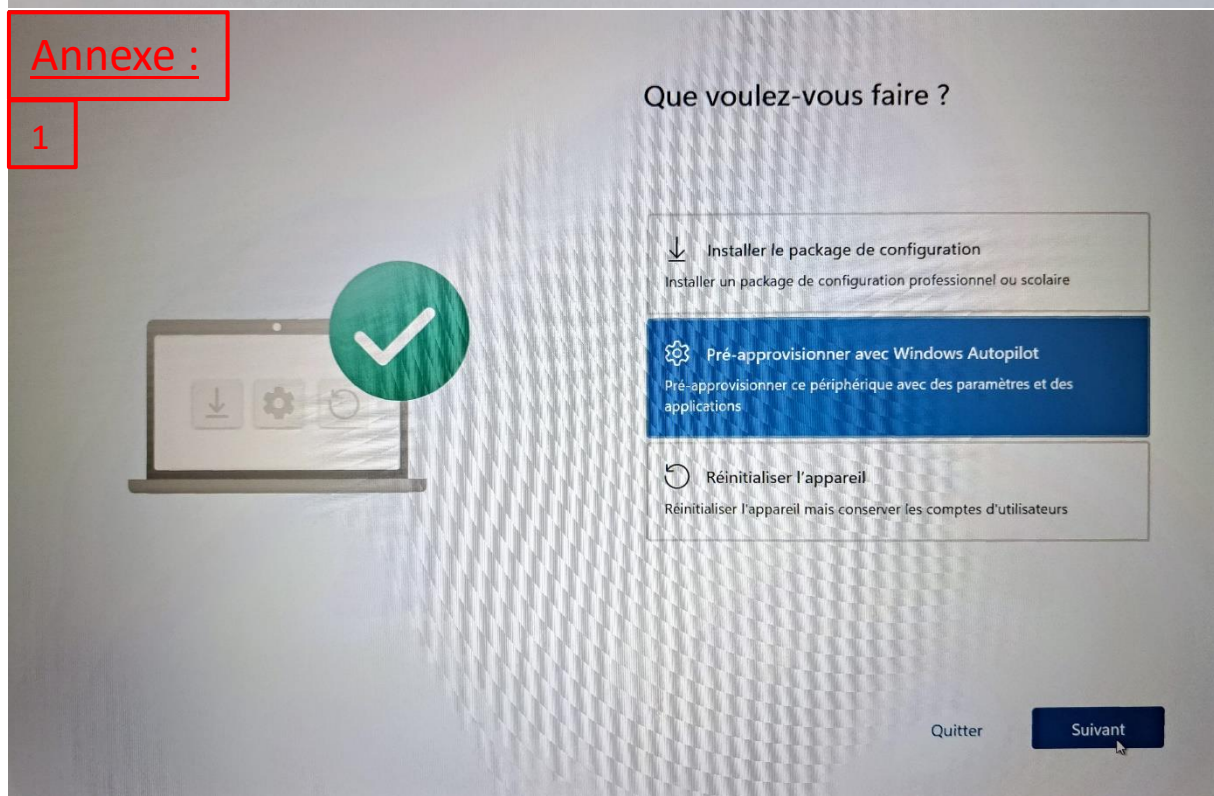 Annexe :
1
Que voulez-vous faire ?
Installer le package de configuration
Installer un package de configuration professionnel ou scolaire
Pré-approvisionner avec Windows Autopilot
Pré-approvisionner ce périphérique avec des paramètres et des
applications
Réinitialiser l'appareil
Réinitialiser l'appareil mais conserver les comptes d'utilisateurs
Quitter
Suivant